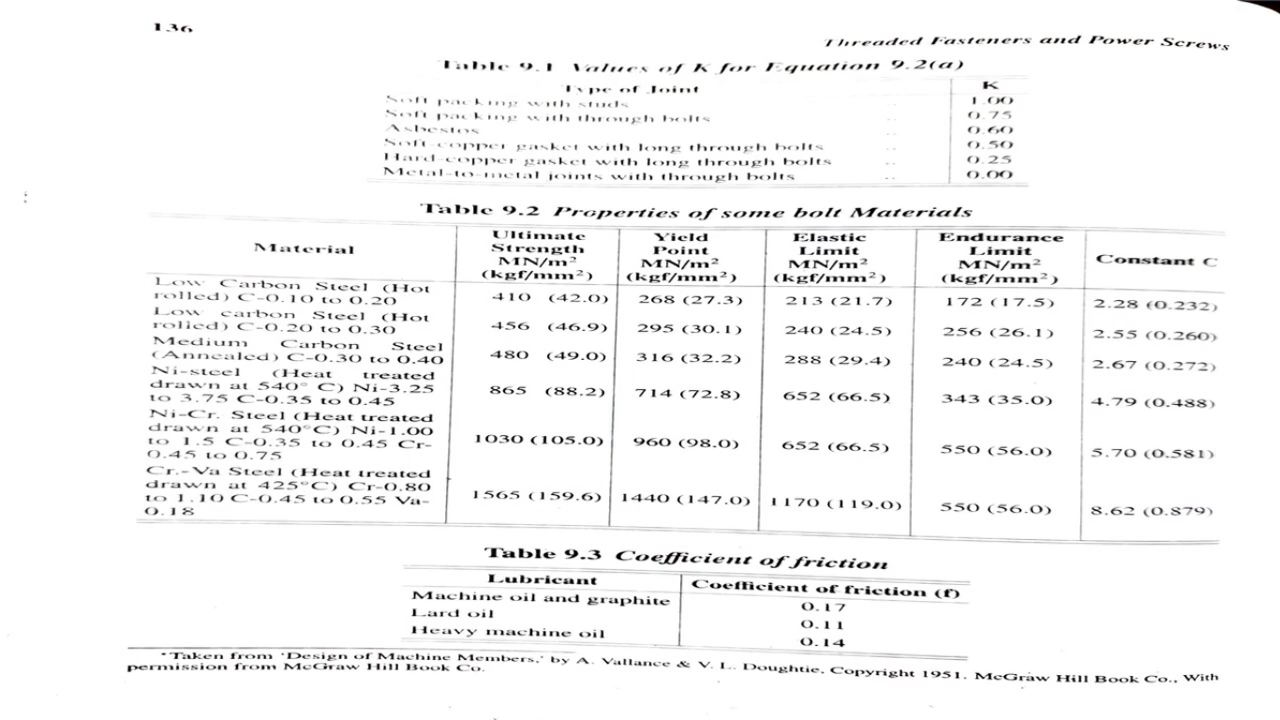 136
Threaded Fasteners and Power Screws
Table 9.1 Values of K for Equation 9.2(a)
Type of Joint K
Soft packing with studs .. 1.00
Soft packing with through bolts .. 0.75
Asbestos .. 0.60
Soft-copper gasket with long through bolts .. 0.50
Hard-copper gasket with long through bolts .. 0.25
Metal-to-metal joints with through bolts .. 0.00
Table 9.2 Properties of some bolt Materials
Material Ultimate Strength MN/m² (kgf/mm²) Yield Point MN/m² (kgf/mm²) Elastic Limit MN/m² (kgf/mm²) Endurance Limit MN/m² (kgf/mm²) Constant C
Low Carbon Steel (Hot
rolled) C-0.10 to 0.20 410 (42.0) 268 (27.3) 213 (21.7) 172 (17.5) 2.28 (0.232)
Low carbon Steel (Hot
rolled) C-0.20 to 0.30 456 (46.9) 295 (30.1) 240 (24.5) 256 (26.1) 2.55 (0.260)
Medium Carbon Steel
(Annealed) C-0.30 to 0.40 480 (49.0) 316 (32.2) 288 (29.4) 240 (24.5) 2.67 (0.272)
Ni-steel (Heat treated
drawn at 540° C) Ni-3.25 865 (88.2) 714 (72.8) 652 (66.5) 343 (35.0) 4.79 (0.488)
to 3.75 C-0.35 to 0.45
Ni-Cr. Steel (Heat treated
drawn at 540°C) Ni-1.00
to 1.5 C-0.35 to 0.45 Cr- 1030 (105.0) 960 (98.0) 652 (66.5) 550 (56.0) 5.70 (0.581)
0.45 to 0.75
Cr.-Va Steel (Heat treated
drawn at 425°C) Cr-0.80
to 1.10 C-0.45 to 0.55 Va- 1565 (159.6) 1440 (147.0) 1170 (119.0) 550 (56.0) 8.62 (0.879)
0.18
Table 9.3 Coefficient of friction
Lubricant Coefficient of friction (f)
Machine oil and graphite 0.17
Lard oil 0.11
Heavy machine oil 0.14
*Taken from 'Design of Machine Members,' by A. Vallance & V. L. Doughtie, Copyright 1951. McGraw Hill Book Co., With
permission from McGraw Hill Book Co.